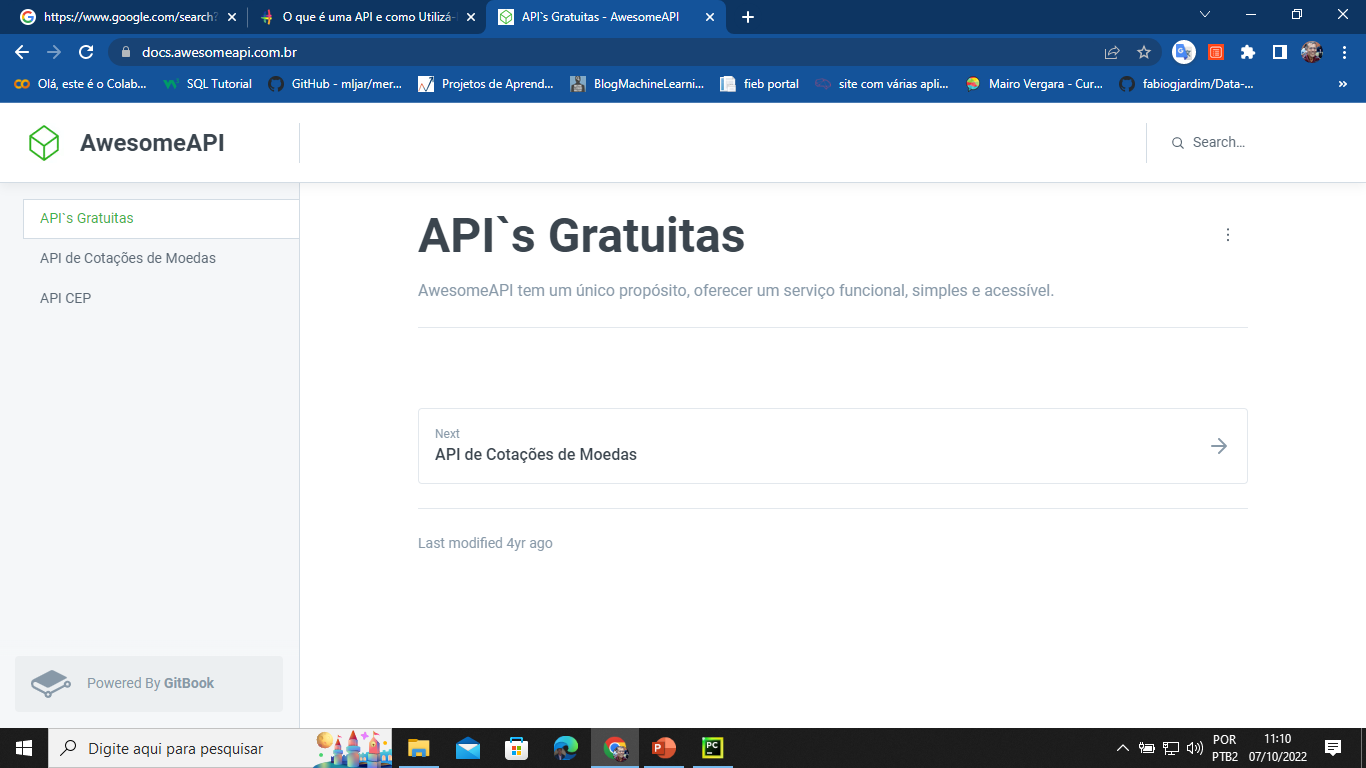 https://www.google.com/search?
O que é uma API e como Utilizá-l
API`s Gratuitas - AwesomeAPI
docs.awesomeapi.com.br
Olá, este é o Colab...
SQL Tutorial
GitHub - mljar/mer...
Projetos de Aprend...
BlogMachineLearni...
fieb portal
site com várias apli...
Mairo Vergara - Cur...
fabiogjardim/Data-...
»
AwesomeAPI
Search...
API`s Gratuitas
API de Cotações de Moedas
API CEP
API`s Gratuitas
AwesomeAPI tem um único propósito, oferecer um serviço funcional, simples e acessível.
Next
API de Cotações de Moedas
Last modified 4yr ago
Powered By GitBook
Digite aqui para pesquisar
POR
PTB2
11:10
07/10/2022